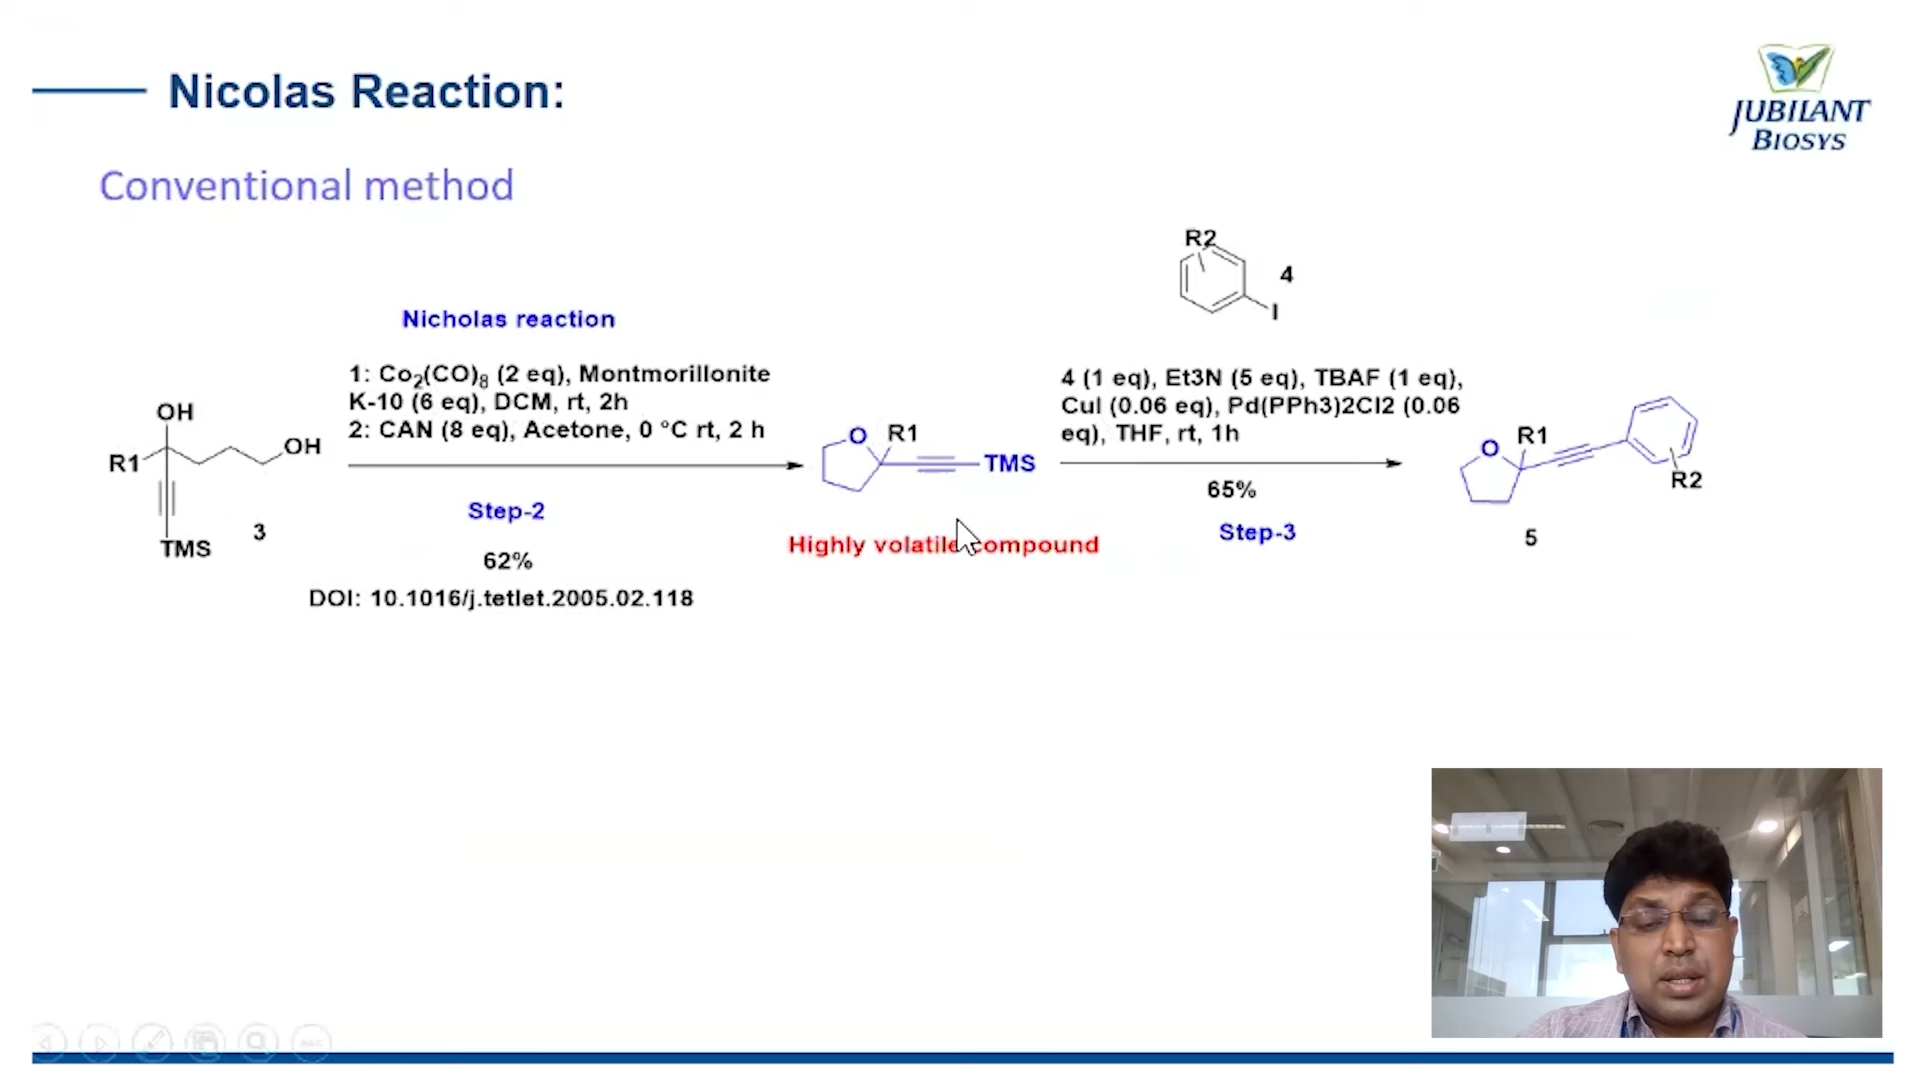 Nicolas Reaction:
JUBILANT
BIOSYS
Conventional method
R2
4
I
Nicholas reaction
1: Co₂(CO)₈ (2 eq), Montmorillonite
K-10 (6 eq), DCM, rt, 2h
2: CAN (8 eq), Acetone, 0 °C rt, 2 h
4 (1 eq), Et3N (5 eq), TBAF (1 eq),
CuI (0.06 eq), Pd(PPh3)2Cl2 (0.06
eq), THF, rt, 1h
OH
OH
R1
TMS
3
O
R1
TMS
O
R1
R2
5
Step-2
62%
DOI: 10.1016/j.tetlet.2005.02.118
Highly volatile compound
65%
Step-3